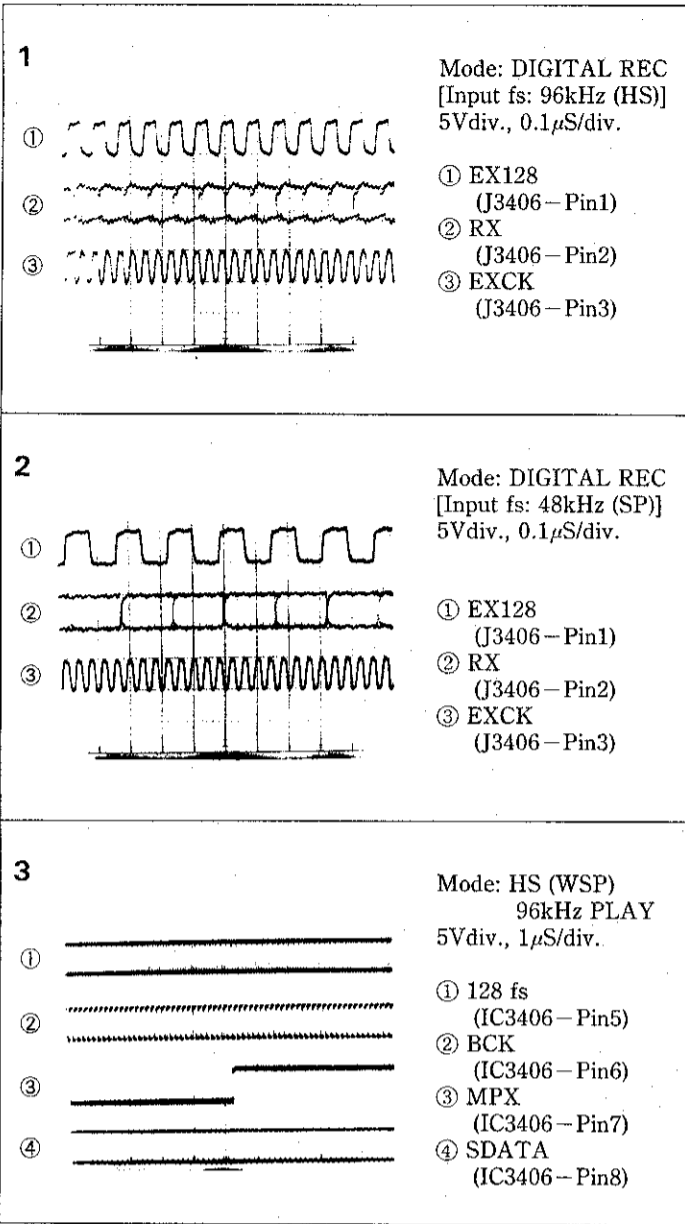 1
Mode: DIGITAL REC
[Input fs: 96kHz (HS)]
5Vdiv., 0.1μS/div.
① EX128
(J3406－Pin1)
② RX
(J3406－Pin2)
③ EXCK
(J3406－Pin3)
①
②
③
2
Mode: DIGITAL REC
[Input fs: 48kHz (SP)]
5Vdiv., 0.1μS/div.
① EX128
(J3406－Pin1)
② RX
(J3406－Pin2)
③ EXCK
(J3406－Pin3)
①
②
③
3
Mode: HS (WSP)
96kHz PLAY
5Vdiv., 1μS/div.
① 128 fs
(IC3406－Pin5)
② BCK
(IC3406－Pin6)
③ MPX
(IC3406－Pin7)
④ SDATA
(IC3406－Pin8)
①
②
③
④